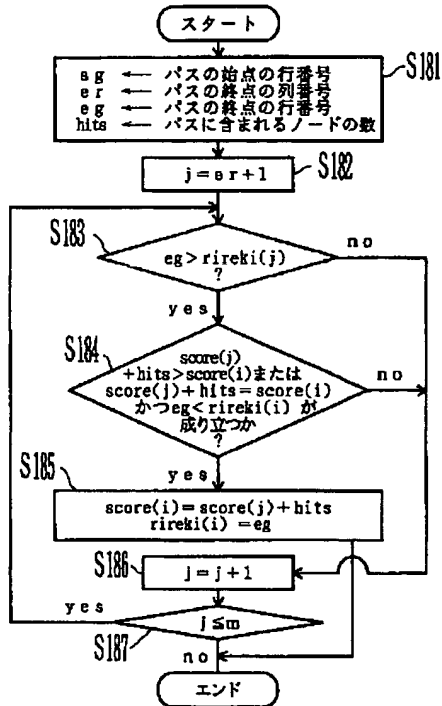 スタート
S181
ag ← パスの始点の行番号
er ← パスの終点の列番号
eg ← パスの終点の行番号
hits ← パスに含まれるノードの数
S182
j=er+1
S183
eg>rireki(j)
?
no
yes
S184
score(j)
+hits>score(i)または
score(j)+hits=score(i)
かつeg<rireki(i)が
成り立つか
?
no
yes
S185
score(i)=score(j)+hits
rireki(i)=eg
S186
j=j+1
yes
S187
j≦m
no
エンド